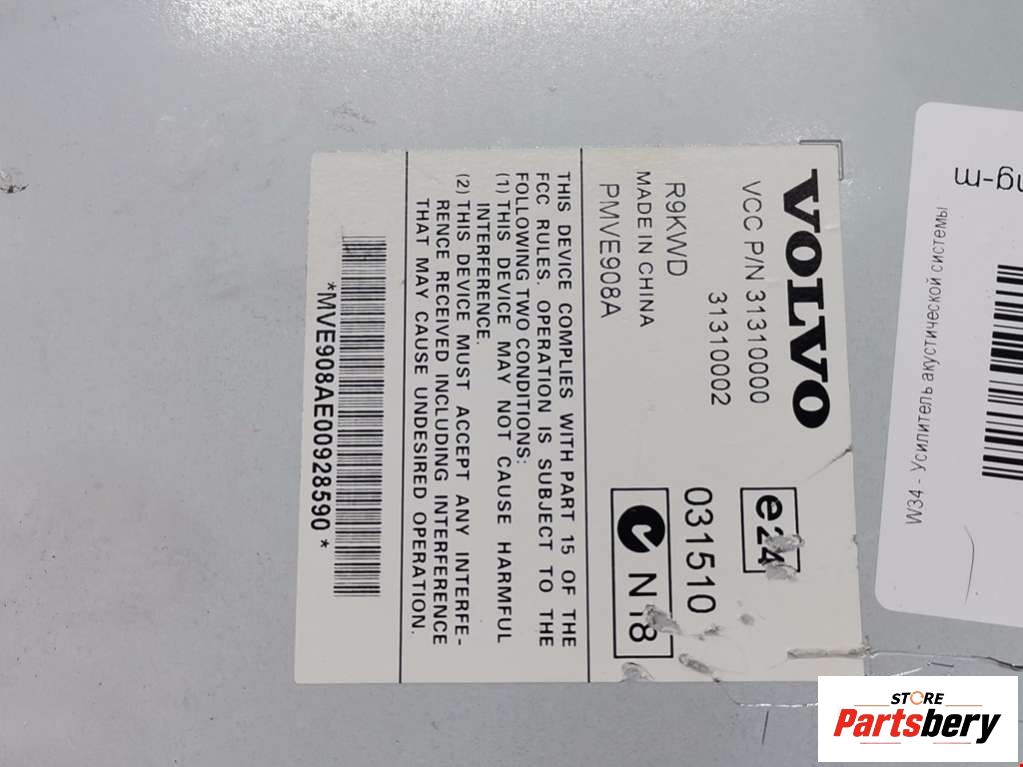 VOLVO
VCC P/N 31310000
31310002
R9KWD
MADE IN CHINA
PMVE908A
e24
031510
N18
THIS DEVICE COMPLIES WITH PART 15 OF THE
FCC RULES. OPERATION IS SUBJECT TO THE
FOLLOWING TWO CONDITIONS:
(1) THIS DEVICE MAY NOT CAUSE HARMFUL
INTERFERENCE.
(2) THIS DEVICE MUST ACCEPT ANY INTERFE-
RENCE RECEIVED INCLUDING INTERFERENCE
THAT MAY CAUSE UNDESIRED OPERATION.
*MVE908AE00928590*
W34 - Усилитель акустической системы
STORE
Partsbery